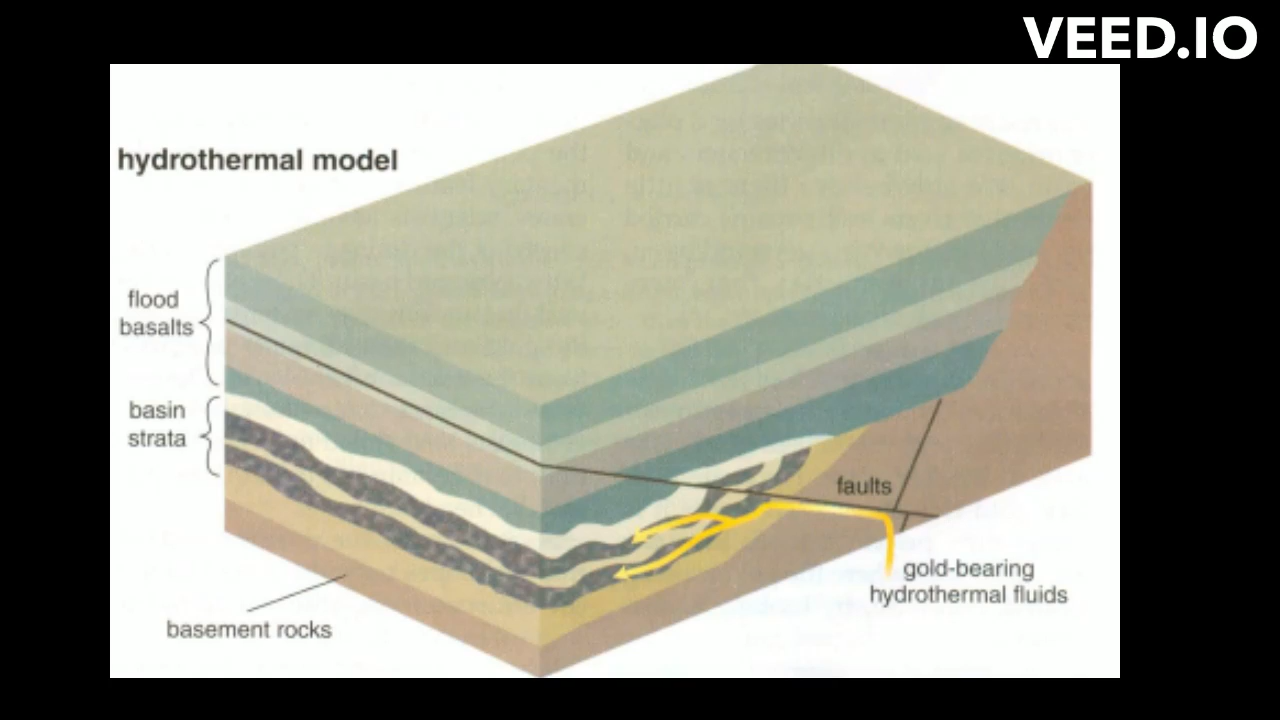 VEED.IO
hydrothermal model
flood
basalts
basin
strata
faults
gold-bearing
hydrothermal fluids
basement rocks